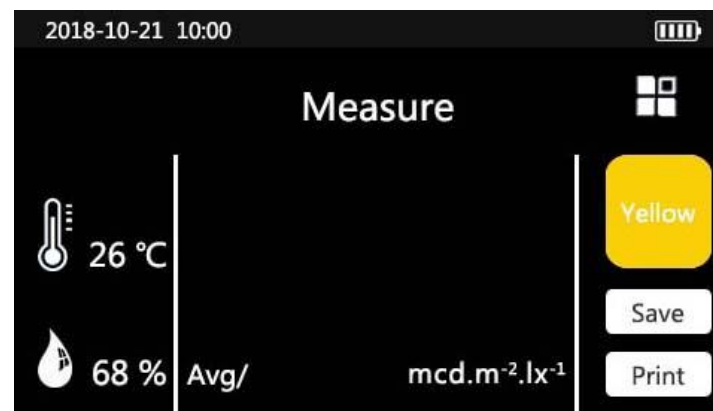 2018-10-21 10:00
Measure
Yellow
26 ℃
Save
68 %
Avg/
mcd.m⁻².lx⁻¹
Print